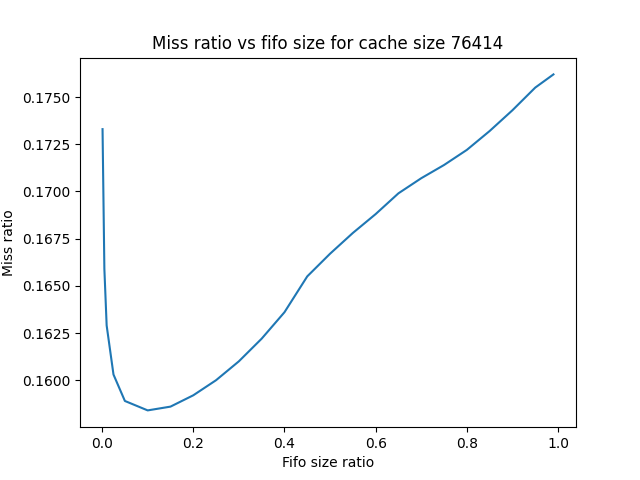 Miss ratio vs fifo size for cache size 76414
0.1750
0.1725
0.1700
0.1675
0.1650
0.1625
0.1600
Miss ratio
0.0 0.2 0.4 0.6 0.8 1.0
Fifo size ratio